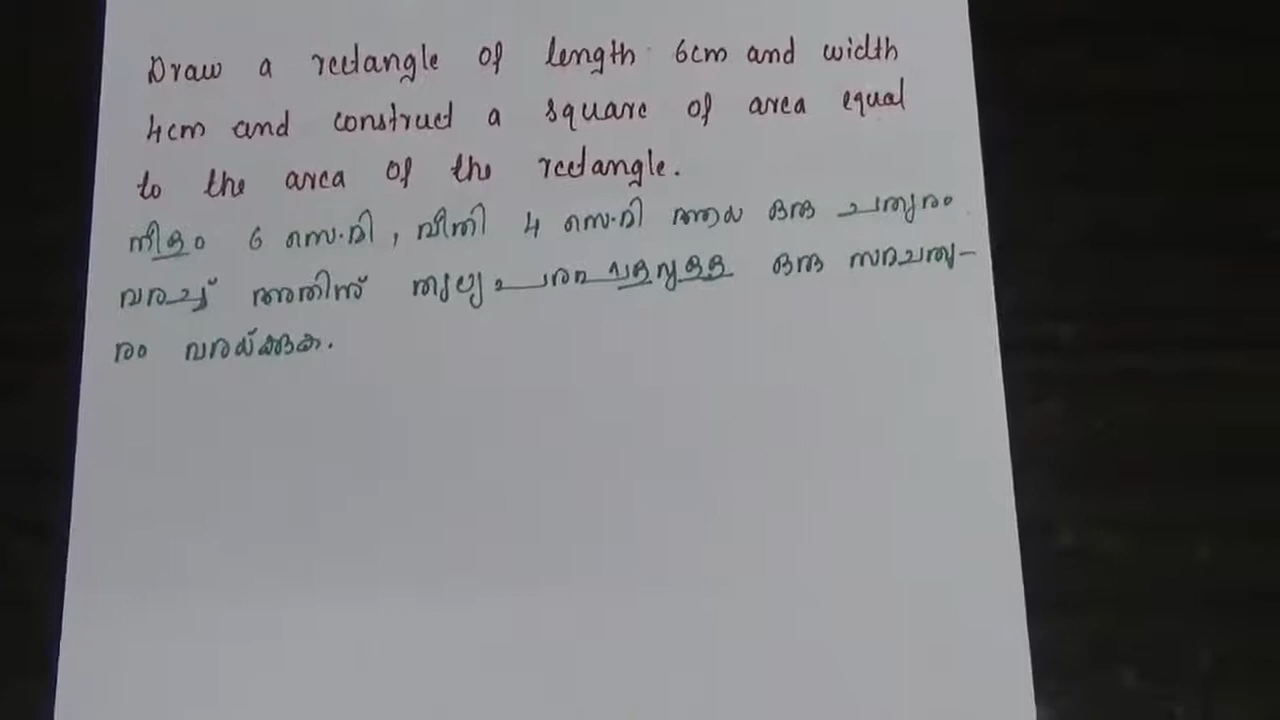 Draw a rectangle of length 6cm and width
4cm and construct a square of area equal
to the area of the rectangle.
നീളം 6 സെ.മി, വീതി 4 സെ.മി ആയ ഒരു ചതുരം
വരച്ച് അതിന് തുല്യ പരപ്പളവുള്ള ഒരു സമചതു-
രം വരയ്ക്കുക.